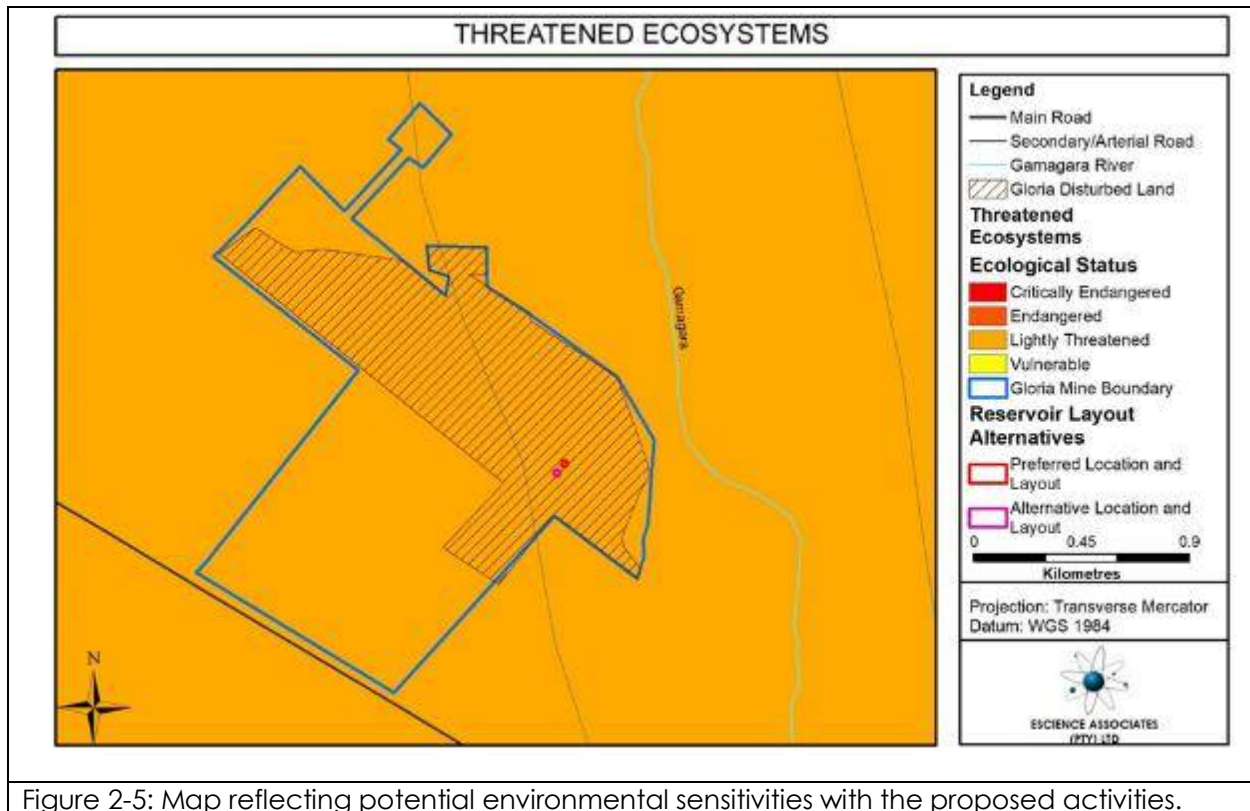 THREATENED ECOSYSTEMS
Gamagara
N
Legend
Main Road
Secondary/Arterial Road
Gamagara River
Gloria Disturbed Land
Threatened
Ecosystems
Ecological Status
Critically Endangered
Endangered
Lightly Threatened
Vulnerable
Gloria Mine Boundary
Reservoir Layout
Alternatives
Preferred Location and
Layout
Alternative Location and
Layout
0 0.45 0.9
Kilometres
Projection: Transverse Mercator
Datum: WGS 1984
ESCIENCE ASSOCIATES
(PTY) LTD
Figure 2-5: Map reflecting potential environmental sensitivities with the proposed activities.